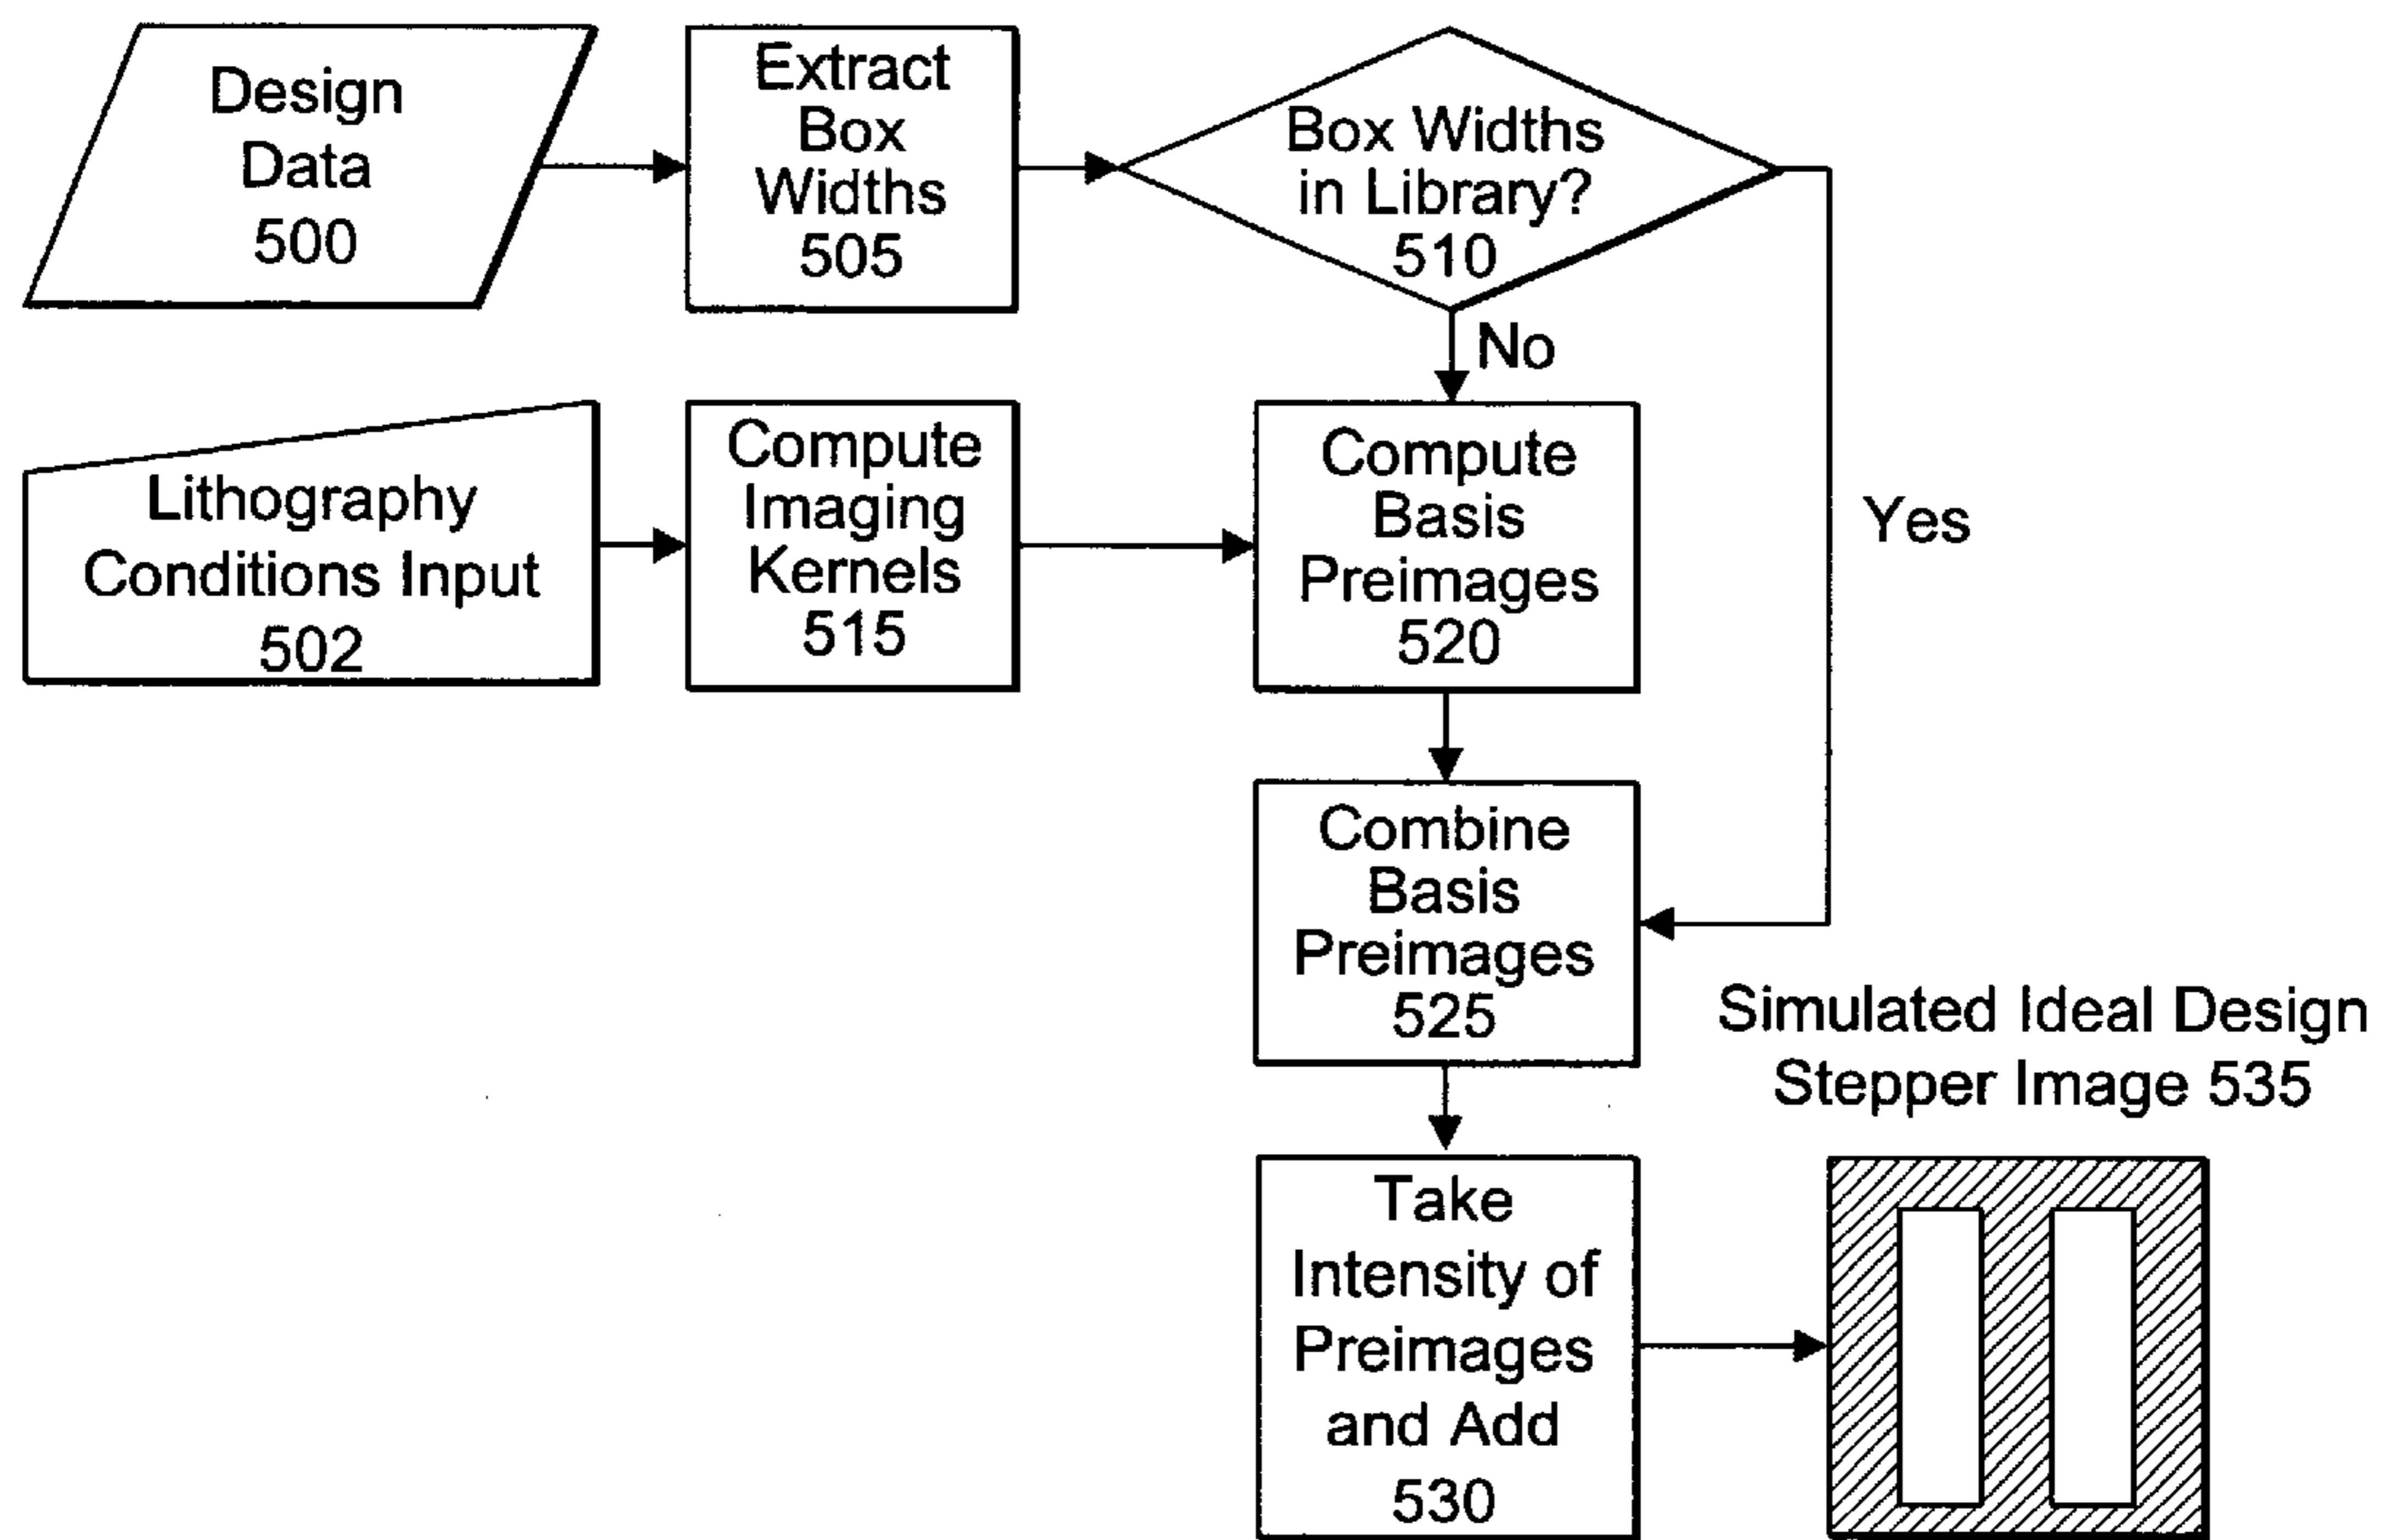 Design
Data
500
Extract
Box
Widths
505
Box Widths
in Library?
510
No
Yes
Lithography
Conditions Input
502
Compute
Imaging
Kernels
515
Compute
Basis
Preimages
520
Combine
Basis
Preimages
525
Simulated Ideal Design
Stepper Image 535
Take
Intensity of
Preimages
and Add
530